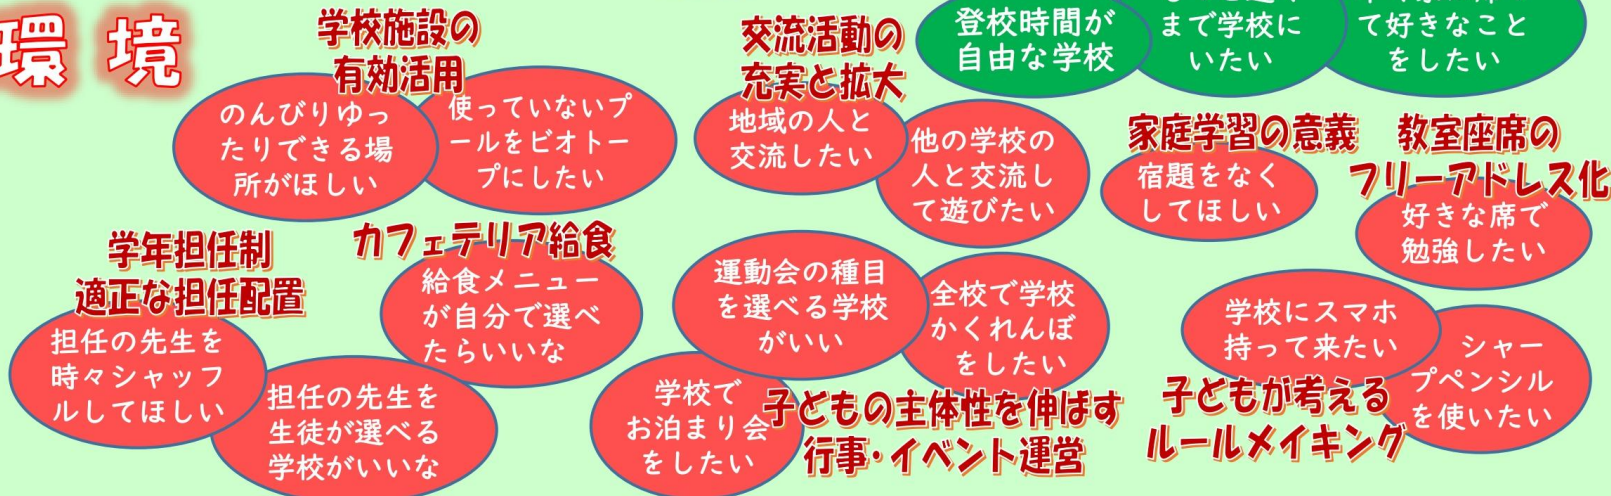 環境
学校施設の
有効活用
のんびりゆっ
たりできる場
所がほしい
使っていないプ
ールをビオトー
プにしたい
交流活動の
充実と拡大
地域の人と
交流したい
他の学校の
人と交流し
て遊びたい
登校時間が
自由な学校
まで学校に
いたい
て好きなこと
をしたい
家庭学習の意義
宿題をなく
してほしい
教室座席の
フリーアドレス化
好きな席で
勉強したい
学年担任制
適正な担任配置
担任の先生を
時々シャッフ
ルしてほしい
担任の先生を
生徒が選べる
学校がいいな
カフェテリア給食
給食メニュー
が自分で選べ
たらいいな
運動会の種目
を選べる学校
がいい
全校で学校
かくれんぼ
をしたい
学校で
お泊まり会
をしたい
子どもの主体性を伸ばす
行事・イベント運営
学校にスマホ
持って来たい
シャー
プペンシル
を使いたい
子どもが考える
ルールメイキング